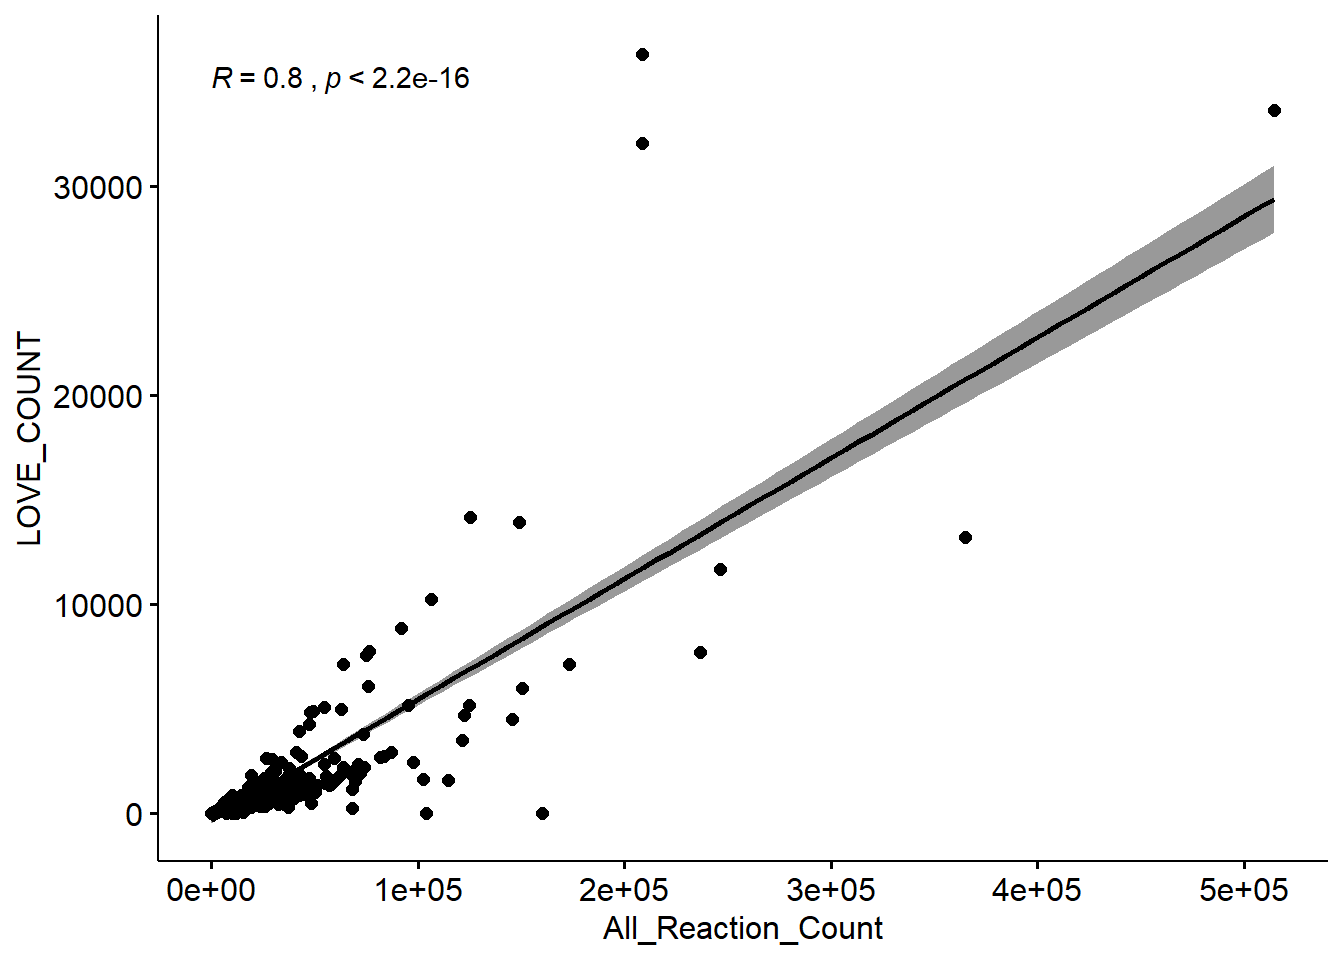 R = 0.8 , p < 2.2e-16
LOVE_COUNT
30000
20000
10000
0
0e+00 1e+05 2e+05 3e+05 4e+05 5e+05
All_Reaction_Count